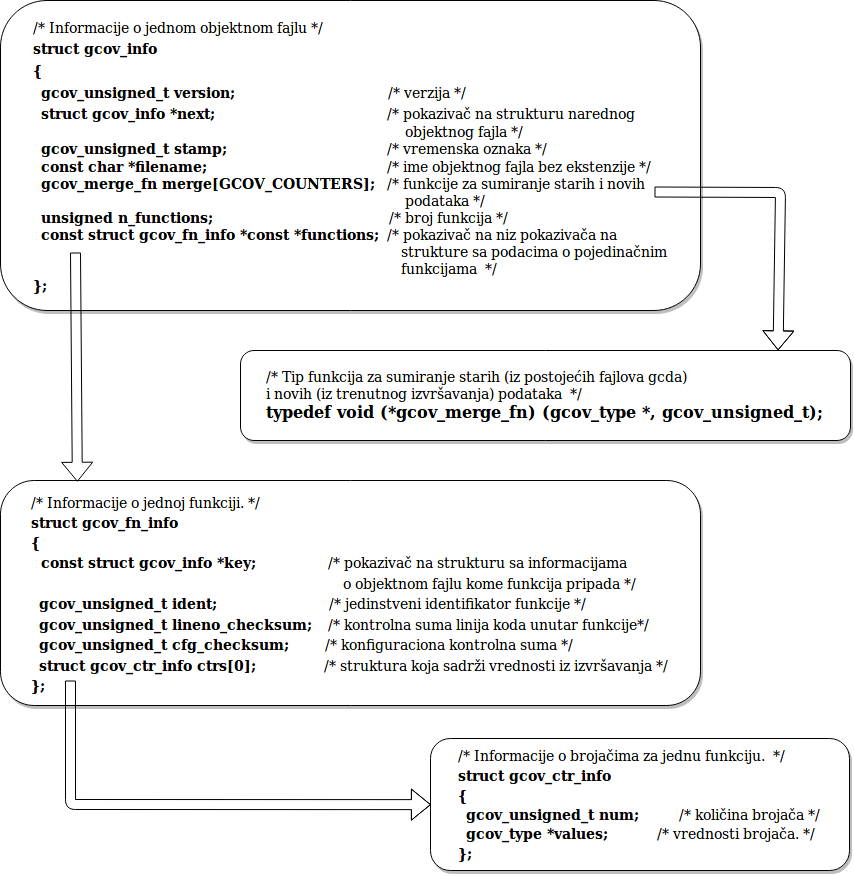 /* Informacije o jednom objektnom fajlu */
struct gcov_info
{
gcov_unsigned_t version; /* verzija */
struct gcov_info *next; /* pokazivač na strukturu narednog
objektnog fajla */
gcov_unsigned_t stamp; /* vremenska oznaka */
const char *filename; /* ime objektnog fajla bez ekstenzije */
gcov_merge_fn merge[GCOV_COUNTERS]; /* funkcije za sumiranje starih i novih
podataka */
unsigned n_functions; /* broj funkcija */
const struct gcov_fn_info *const *functions; /* pokazivač na niz pokazivača na
strukture sa podacima o pojedinačnim
funkcijama */
};
/* Tip funkcija za sumiranje starih (iz postojećih fajlova gcda)
i novih (iz trenutnog izvršavanja) podataka */
typedef void (*gcov_merge_fn) (gcov_type *, gcov_unsigned_t);
/* Informacije o jednoj funkciji. */
struct gcov_fn_info
{
const struct gcov_info *key; /* pokazivač na strukturu sa informacijama
o objektnom fajlu kome funkcija pripada */
gcov_unsigned_t ident; /* jedinstveni identifikator funkcije */
gcov_unsigned_t lineno_checksum; /* kontrolna suma linija koda unutar funkcije*/
gcov_unsigned_t cfg_checksum; /* konfiguraciona kontrolna suma */
struct gcov_ctr_info ctrs[0]; /* struktura koja sadrži vrednosti iz izvršavanja */
};
/* Informacije o brojačima za jednu funkciju. */
struct gcov_ctr_info
{
gcov_unsigned_t num; /* količina brojača */
gcov_type *values; /* vrednosti brojača. */
};